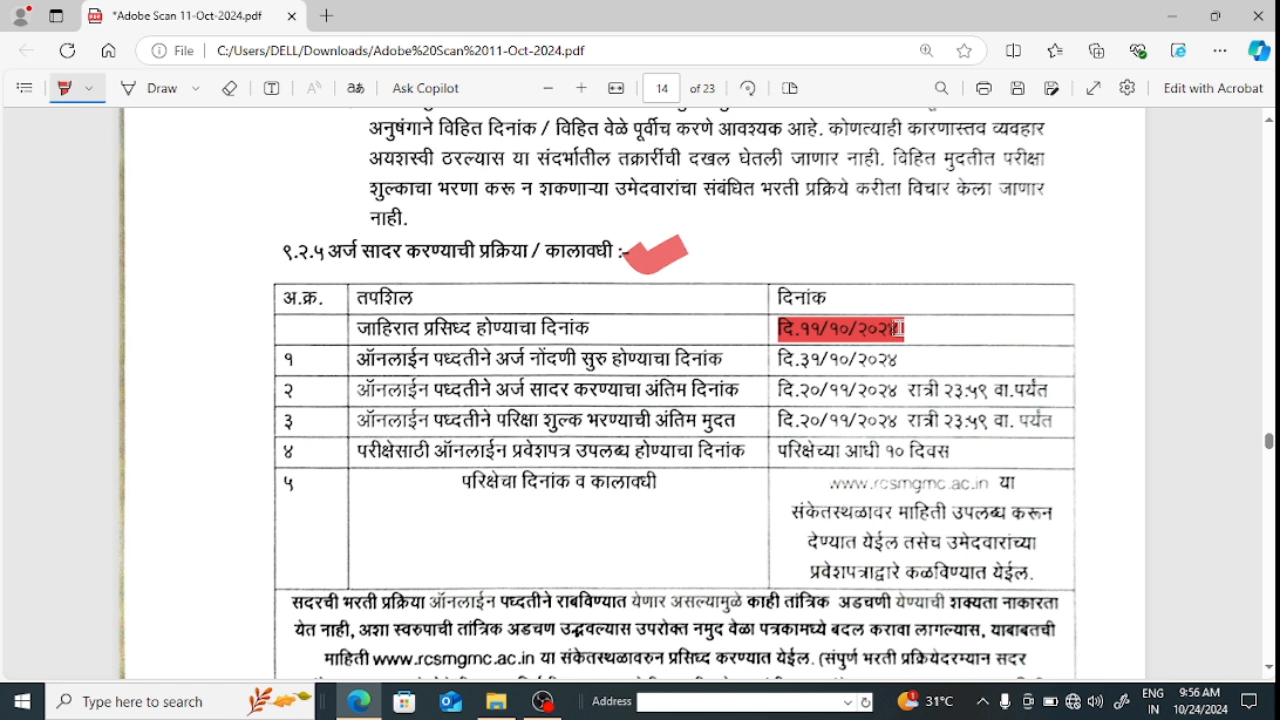 *Adobe Scan 11-Oct-2024.pdf
File C:/Users/DELL/Downloads/Adobe%20Scan%2011-Oct-2024.pdf
Draw Ask Copilot 14 of 23 Edit with Acrobat
अनुषंगाने विहित दिनांक / विहित वेळे पूर्वीच करणे आवश्यक आहे. कोणत्याही कारणास्तव व्यवहार
अयशस्वी ठरल्यास या संदर्भातील तक्रारींची दखल घेतली जाणार नाही. विहित मुदतीत परीक्षा
शुल्काचा भरणा करू न शकणाऱ्या उमेदवारांचा संबंधित भरती प्रक्रिये करीता विचार केला जाणार
नाही.
९.२.५ अर्ज सादर करण्याची प्रक्रिया / कालावधी :-
अ.क्र. तपशिल दिनांक
जाहिरात प्रसिध्द होण्याचा दिनांक दि.११/१०/२०२४
१ ऑनलाईन पध्दतीने अर्ज नोंदणी सुरु होण्याचा दिनांक दि.३१/१०/२०२४
२ ऑनलाईन पध्दतीने अर्ज सादर करण्याचा अंतिम दिनांक दि.२०/११/२०२४ रात्री २३:५९ वा.पर्यंत
३ ऑनलाईन पध्दतीने परिक्षा शुल्क भरण्याची अंतिम मुदत दि.२०/११/२०२४ रात्री २३:५९ वा. पर्यंत
४ परीक्षेसाठी ऑनलाईन प्रवेशपत्र उपलब्ध होण्याचा दिनांक परिक्षेच्या आधी १० दिवस
५ परिक्षेचा दिनांक व कालावधी www.rcsmgmc.ac.in या
संकेतस्थळावर माहिती उपलब्ध करून
देण्यात येईल तसेच उमेदवारांच्या
प्रवेशपत्राद्वारे कळविण्यात येईल.
सदरची भरती प्रक्रिया ऑनलाईन पध्दतीने राबविण्यात येणार असल्यामुळे काही तांत्रिक अडचणी येण्याची शक्यता नाकारता
येत नाही, अशा स्वरुपाची तांत्रिक अडचण उद्भवल्यास उपरोक्त नमुद वेळा पत्रकामध्ये बदल करावा लागल्यास, याबाबतची
माहिती www.rcsmgmc.ac.in या संकेतस्थळावरुन प्रसिध्द करण्यात येईल. (संपुर्ण भरती प्रक्रियेदरम्यान सदर
Type here to search Address 31°C ENG 9:56 AM
IN 10/24/2024